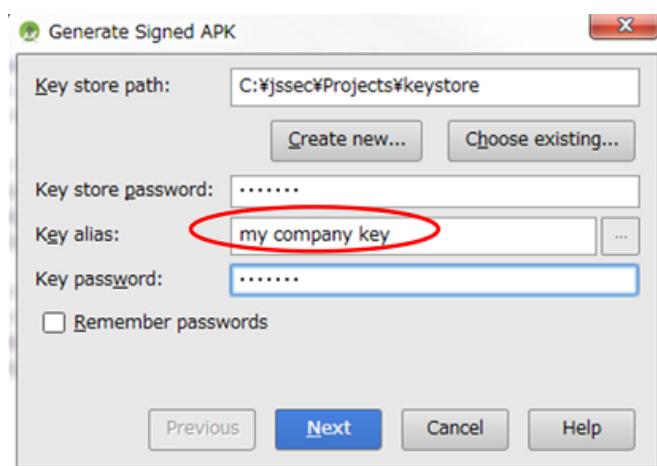 Generate Signed APK
Key store path: C:¥jssec¥Projects¥keystore
Create new... Choose existing...
Key store password: •••••••
Key alias: my company key ...
Key password: •••••••
Remember passwords
Previous Next Cancel Help